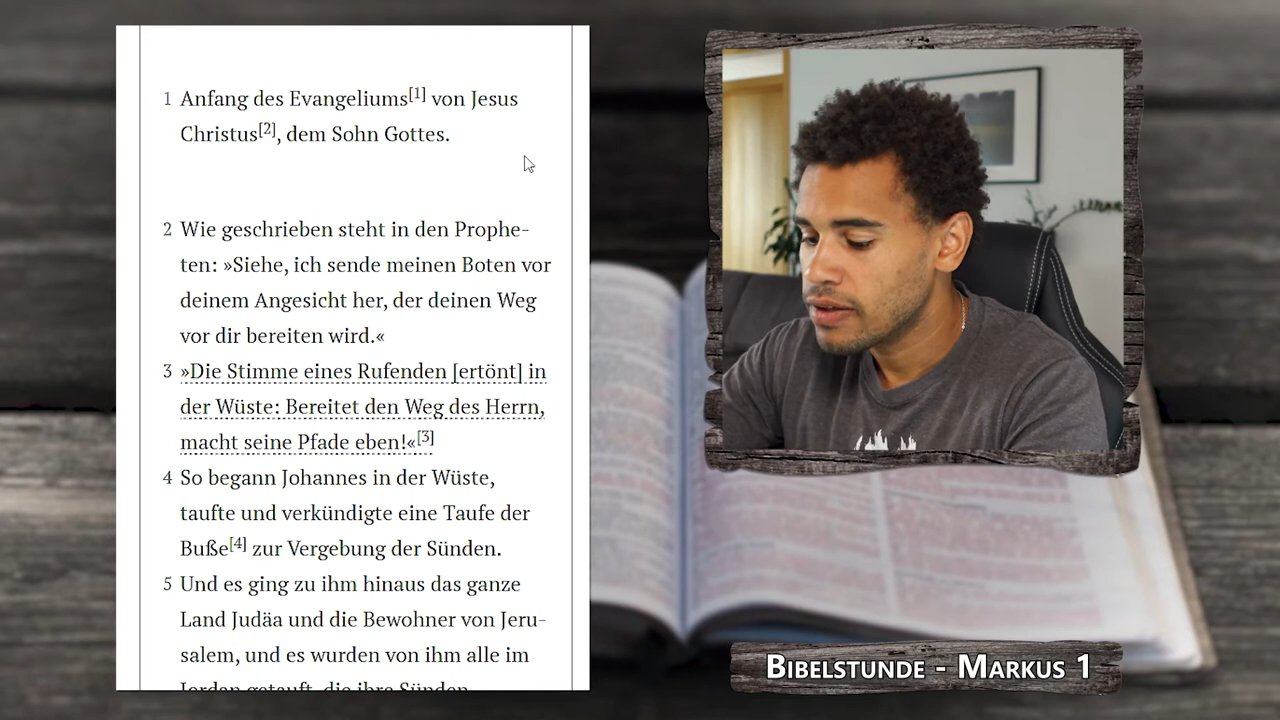 1 Anfang des Evangeliums[1] von Jesus
Christus[2], dem Sohn Gottes.
2 Wie geschrieben steht in den Prophe-
ten: »Siehe, ich sende meinen Boten vor
deinem Angesicht her, der deinen Weg
vor dir bereiten wird.«
3 »Die Stimme eines Rufenden [ertönt] in
der Wüste: Bereitet den Weg des Herrn,
macht seine Pfade eben!«[3]
4 So begann Johannes in der Wüste,
taufte und verkündigte eine Taufe der
Buße[4] zur Vergebung der Sünden.
5 Und es ging zu ihm hinaus das ganze
Land Judäa und die Bewohner von Jeru-
salem, und es wurden von ihm alle im
Jordan getauft, die ihre Sünden
Bibelstunde - Markus 1